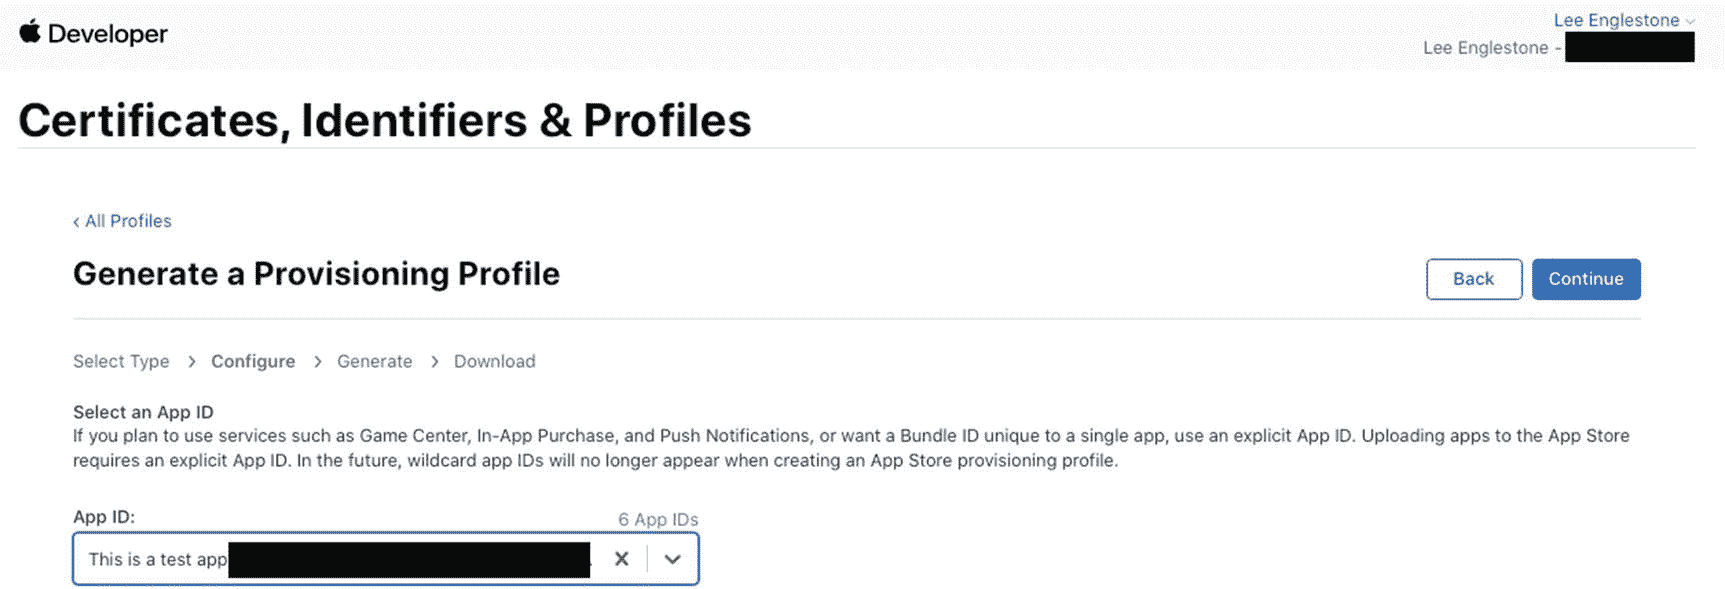 Developer
Lee Englestone
Lee Englestone -
Certificates, Identifiers & Profiles
‹ All Profiles
Generate a Provisioning Profile
Back
Continue
Select Type > Configure > Generate > Download
Select an App ID
If you plan to use services such as Game Center, In-App Purchase, and Push Notifications, or want a Bundle ID unique to a single app, use an explicit App ID. Uploading apps to the App Store
requires an explicit App ID. In the future, wildcard app IDs will no longer appear when creating an App Store provisioning profile.
App ID:
6 App IDs
This is a test app